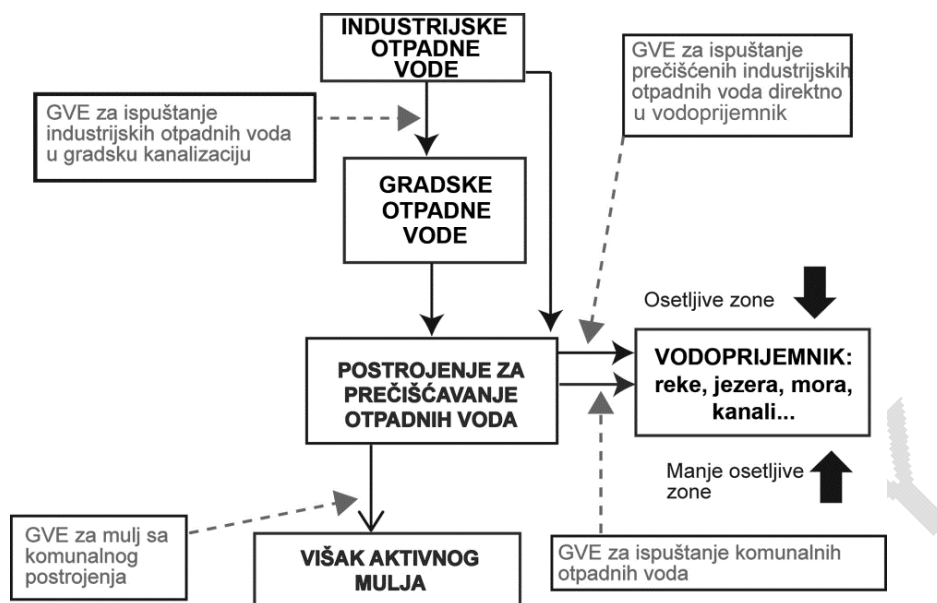 INDUSTRIJSKE
OTPADNE
VODE
GVE za ispuštanje
prečišćenih industrijskih
otpadnih voda direktno
u vodoprijemnik
GVE za ispuštanje
industrijskih otpadnih voda
u gradsku kanalizaciju
GRADSKE
OTPADNE
VODE
Osetljive zone
POSTROJENJE ZA
PREČIŠĆAVANJE
OTPADNIH VODA
VODOPRIJEMNIK:
reke, jezera, mora,
kanali...
Manje osetljive
zone
GVE za mulj sa
komunalnog
postrojenja
VIŠAK AKTIVNOG
MULJA
GVE za ispuštanje komunalnih
otpadnih voda